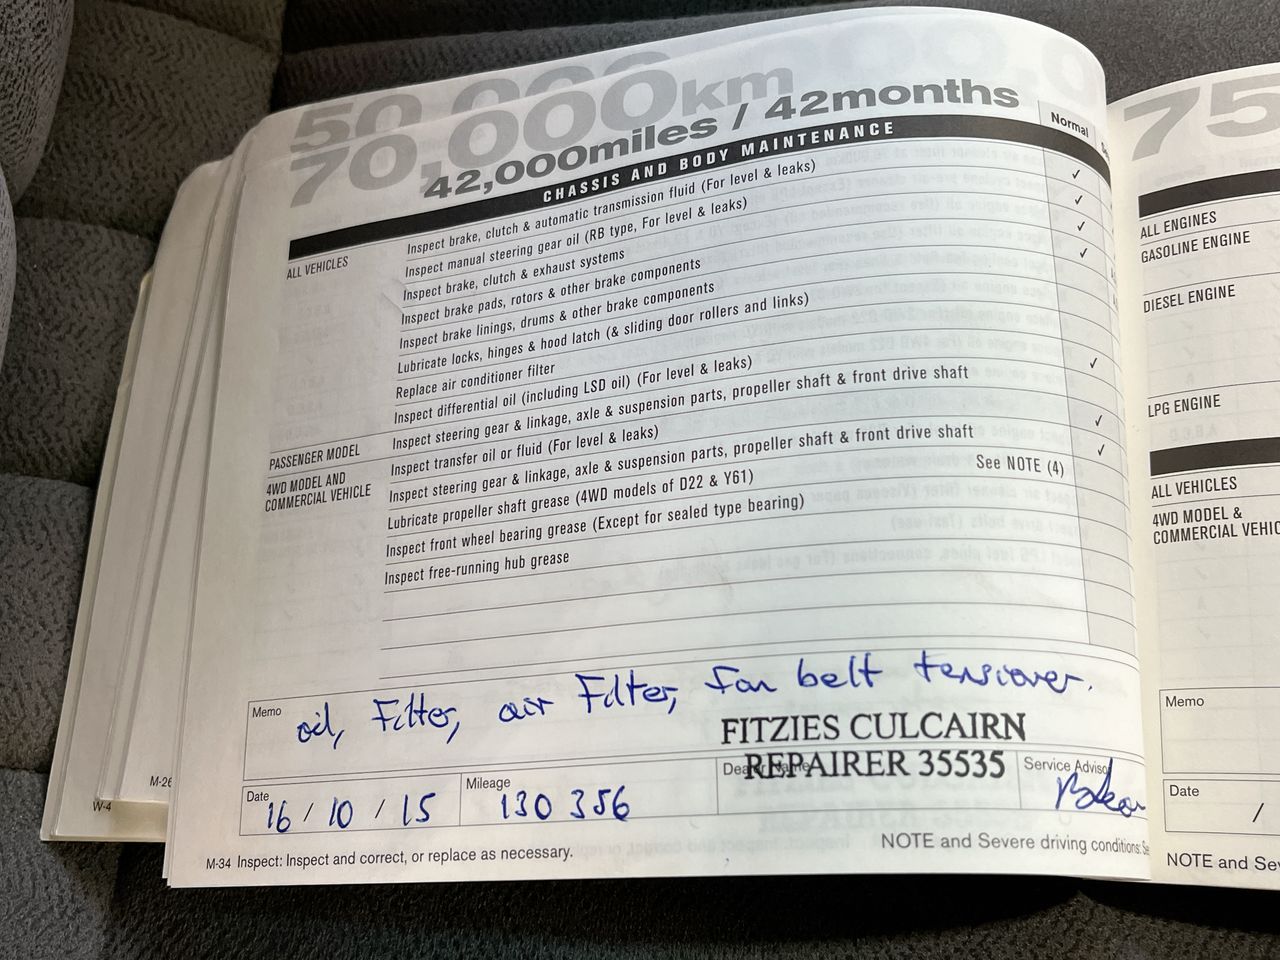 50,000
70,000km
42,000miles / 42months
CHASSIS AND BODY MAINTENANCE
Normal
ALL VEHICLES
Inspect brake, clutch & automatic transmission fluid (For level & leaks) ✓
Inspect manual steering gear oil (RB type, For level & leaks) ✓
Inspect brake, clutch & exhaust systems ✓
Inspect brake pads, rotors & other brake components ✓
Inspect brake linings, drums & other brake components
Lubricate locks, hinges & hood latch (& sliding door rollers and links)
Replace air conditioner filter
Inspect differential oil (including LSD oil) (For level & leaks) ✓
PASSENGER MODEL
Inspect steering gear & linkage, axle & suspension parts, propeller shaft & front drive shaft
4WD MODEL AND
COMMERCIAL VEHICLE
Inspect transfer oil or fluid (For level & leaks) ✓
Inspect steering gear & linkage, axle & suspension parts, propeller shaft & front drive shaft ✓
Lubricate propeller shaft grease (4WD models of D22 & Y61) See NOTE (4)
Inspect front wheel bearing grease (Except for sealed type bearing)
Inspect free-running hub grease
Memo
oil, Filter, air Filter, fan belt tensioner.
FITZIES CULCAIRN
REPAIRER 35535
Date
16 / 10 / 15
Mileage
130 356
Service Advisor
M-34 Inspect: Inspect and correct, or replace as necessary.
NOTE and Severe driving conditions:
M-26
W-4
75
ALL ENGINES
GASOLINE ENGINE
DIESEL ENGINE
LPG ENGINE
ALL VEHICLES
4WD MODEL &
COMMERCIAL VEHIC
Memo
Date
/
NOTE and Sev